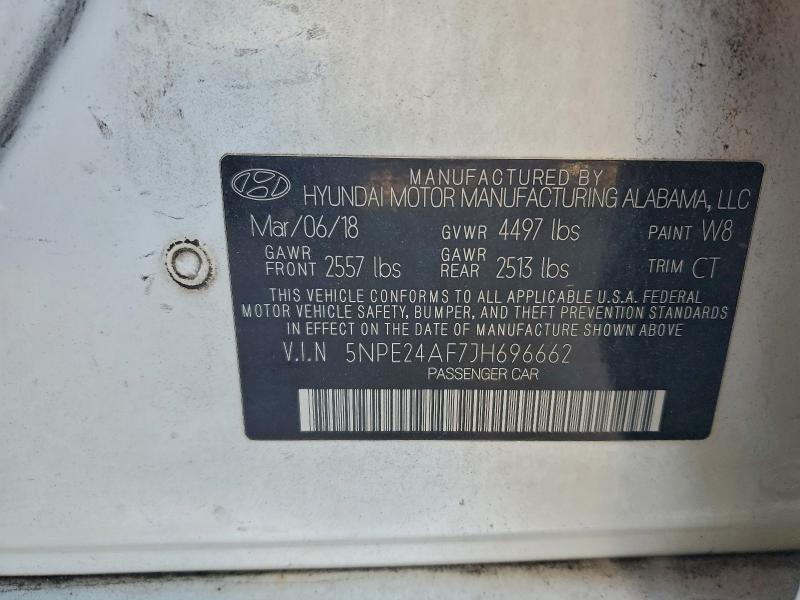 MANUFACTURED BY
HYUNDAI MOTOR MANUFACTURING ALABAMA, LLC
Mar/06/18 GVWR 4497 lbs PAINT W8
GAWR FRONT 2557 lbs GAWR REAR 2513 lbs TRIM CT
THIS VEHICLE CONFORMS TO ALL APPLICABLE U.S.A. FEDERAL
MOTOR VEHICLE SAFETY, BUMPER, AND THEFT PREVENTION STANDARDS
IN EFFECT ON THE DATE OF MANUFACTURE SHOWN ABOVE
V.I.N 5NPE24AF7JH696662
PASSENGER CAR